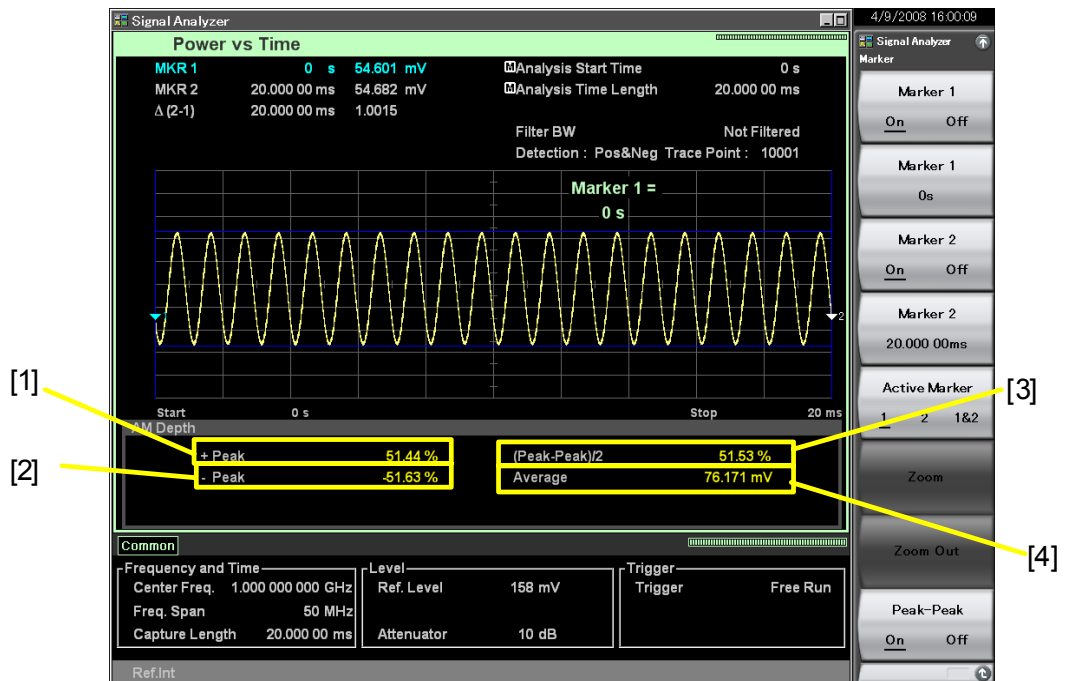 Signal Analyzer
4/9/2008 16:00:09
Power vs Time
MKR 1 0 s 54.601 mV
MKR 2 20.000 00 ms 54.682 mV
Δ (2-1) 20.000 00 ms 1.0015
M Analysis Start Time 0 s
M Analysis Time Length 20.000 00 ms
Filter BW Not Filtered
Detection : Pos&Neg Trace Point : 10001
Marker 1 =
0 s
2
Start 0 s Stop 20 ms
AM Depth
+ Peak 51.44 %
- Peak -51.63 %
(Peak-Peak)/2 51.53 %
Average 76.171 mV
[1]
[2]
[3]
[4]
Common
Frequency and Time
Center Freq. 1.000 000 000 GHz
Freq. Span 50 MHz
Capture Length 20.000 00 ms
Level
Ref. Level 158 mV
Attenuator 10 dB
Trigger
Trigger Free Run
Ref.Int
Signal Analyzer
Marker
Marker 1
On Off
Marker 1
0s
Marker 2
On Off
Marker 2
20.000 00ms
Active Marker
1 2 1&2
Zoom
Zoom Out
Peak-Peak
On Off